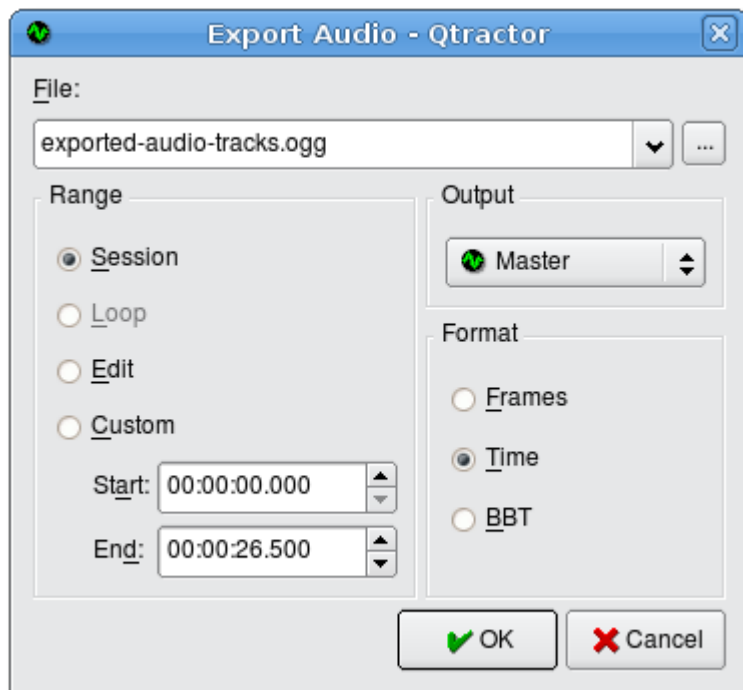 Export Audio - Qtractor
File:
exported-audio-tracks.ogg
...
Range
Session
Loop
Edit
Custom
Start: 00:00:00.000
End: 00:00:26.500
Output
Master
Format
Frames
Time
BBT
OK
Cancel